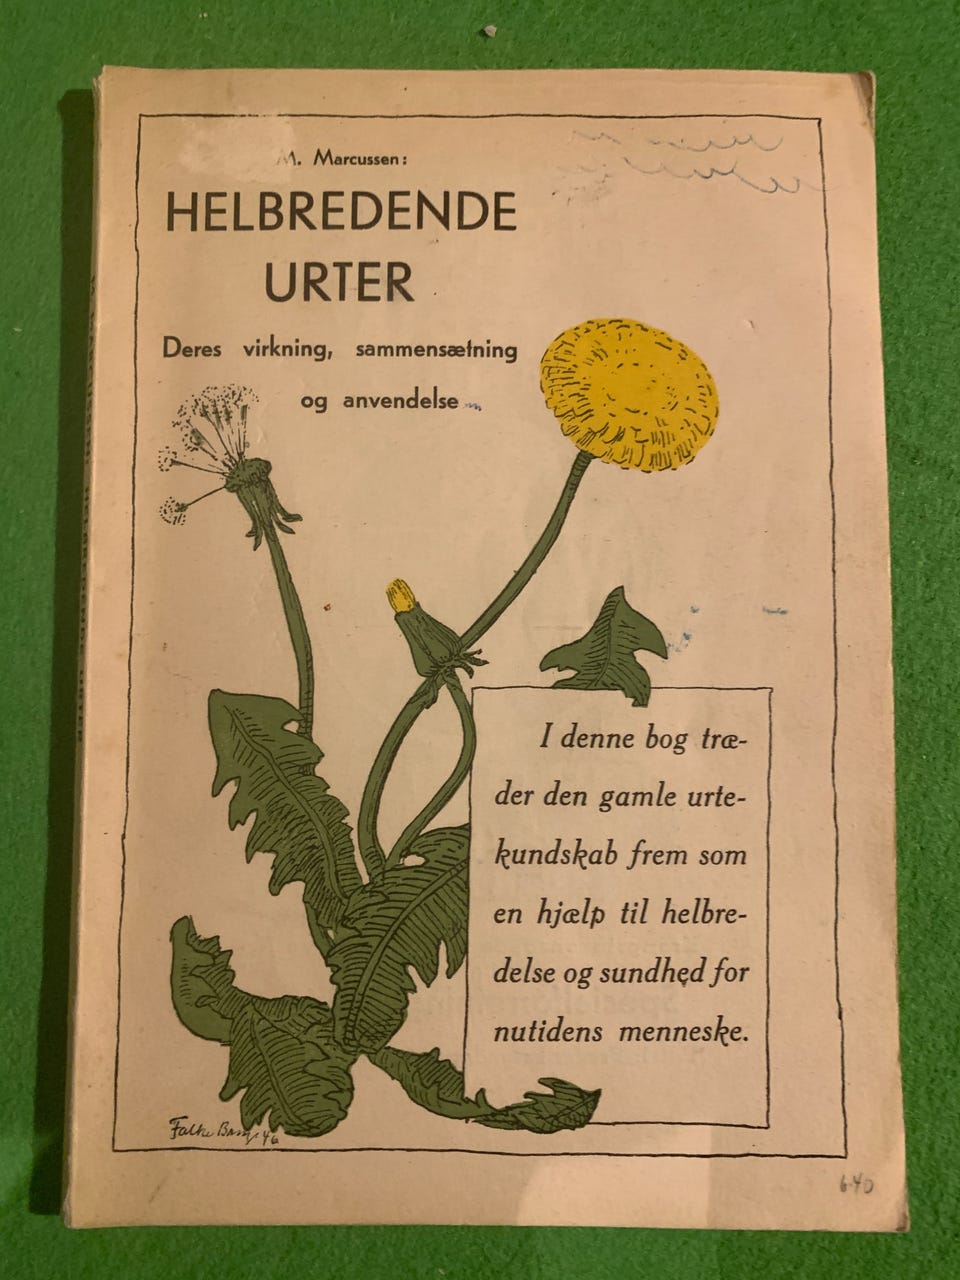 M. Marcussen:
HELBREDENDE
URTER
Deres virkning, sammensætning
og anvendelse
I denne bog træ-
der den gamle urte-
kundskab frem som
en hjælp til helbre-
delse og sundhed for
nutidens menneske.
Falke Bang 46
6.40